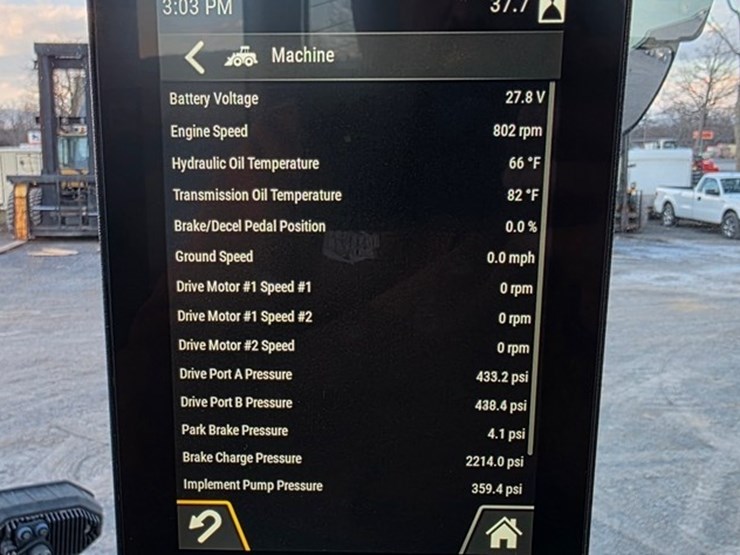 3:03 PM 37.7
Machine
Battery Voltage 27.8 V
Engine Speed 802 rpm
Hydraulic Oil Temperature 66 °F
Transmission Oil Temperature 82 °F
Brake/Decel Pedal Position 0.0 %
Ground Speed 0.0 mph
Drive Motor #1 Speed #1 0 rpm
Drive Motor #1 Speed #2 0 rpm
Drive Motor #2 Speed 0 rpm
Drive Port A Pressure 433.2 psi
Drive Port B Pressure 438.4 psi
Park Brake Pressure 4.1 psi
Brake Charge Pressure 2214.0 psi
Implement Pump Pressure 359.4 psi